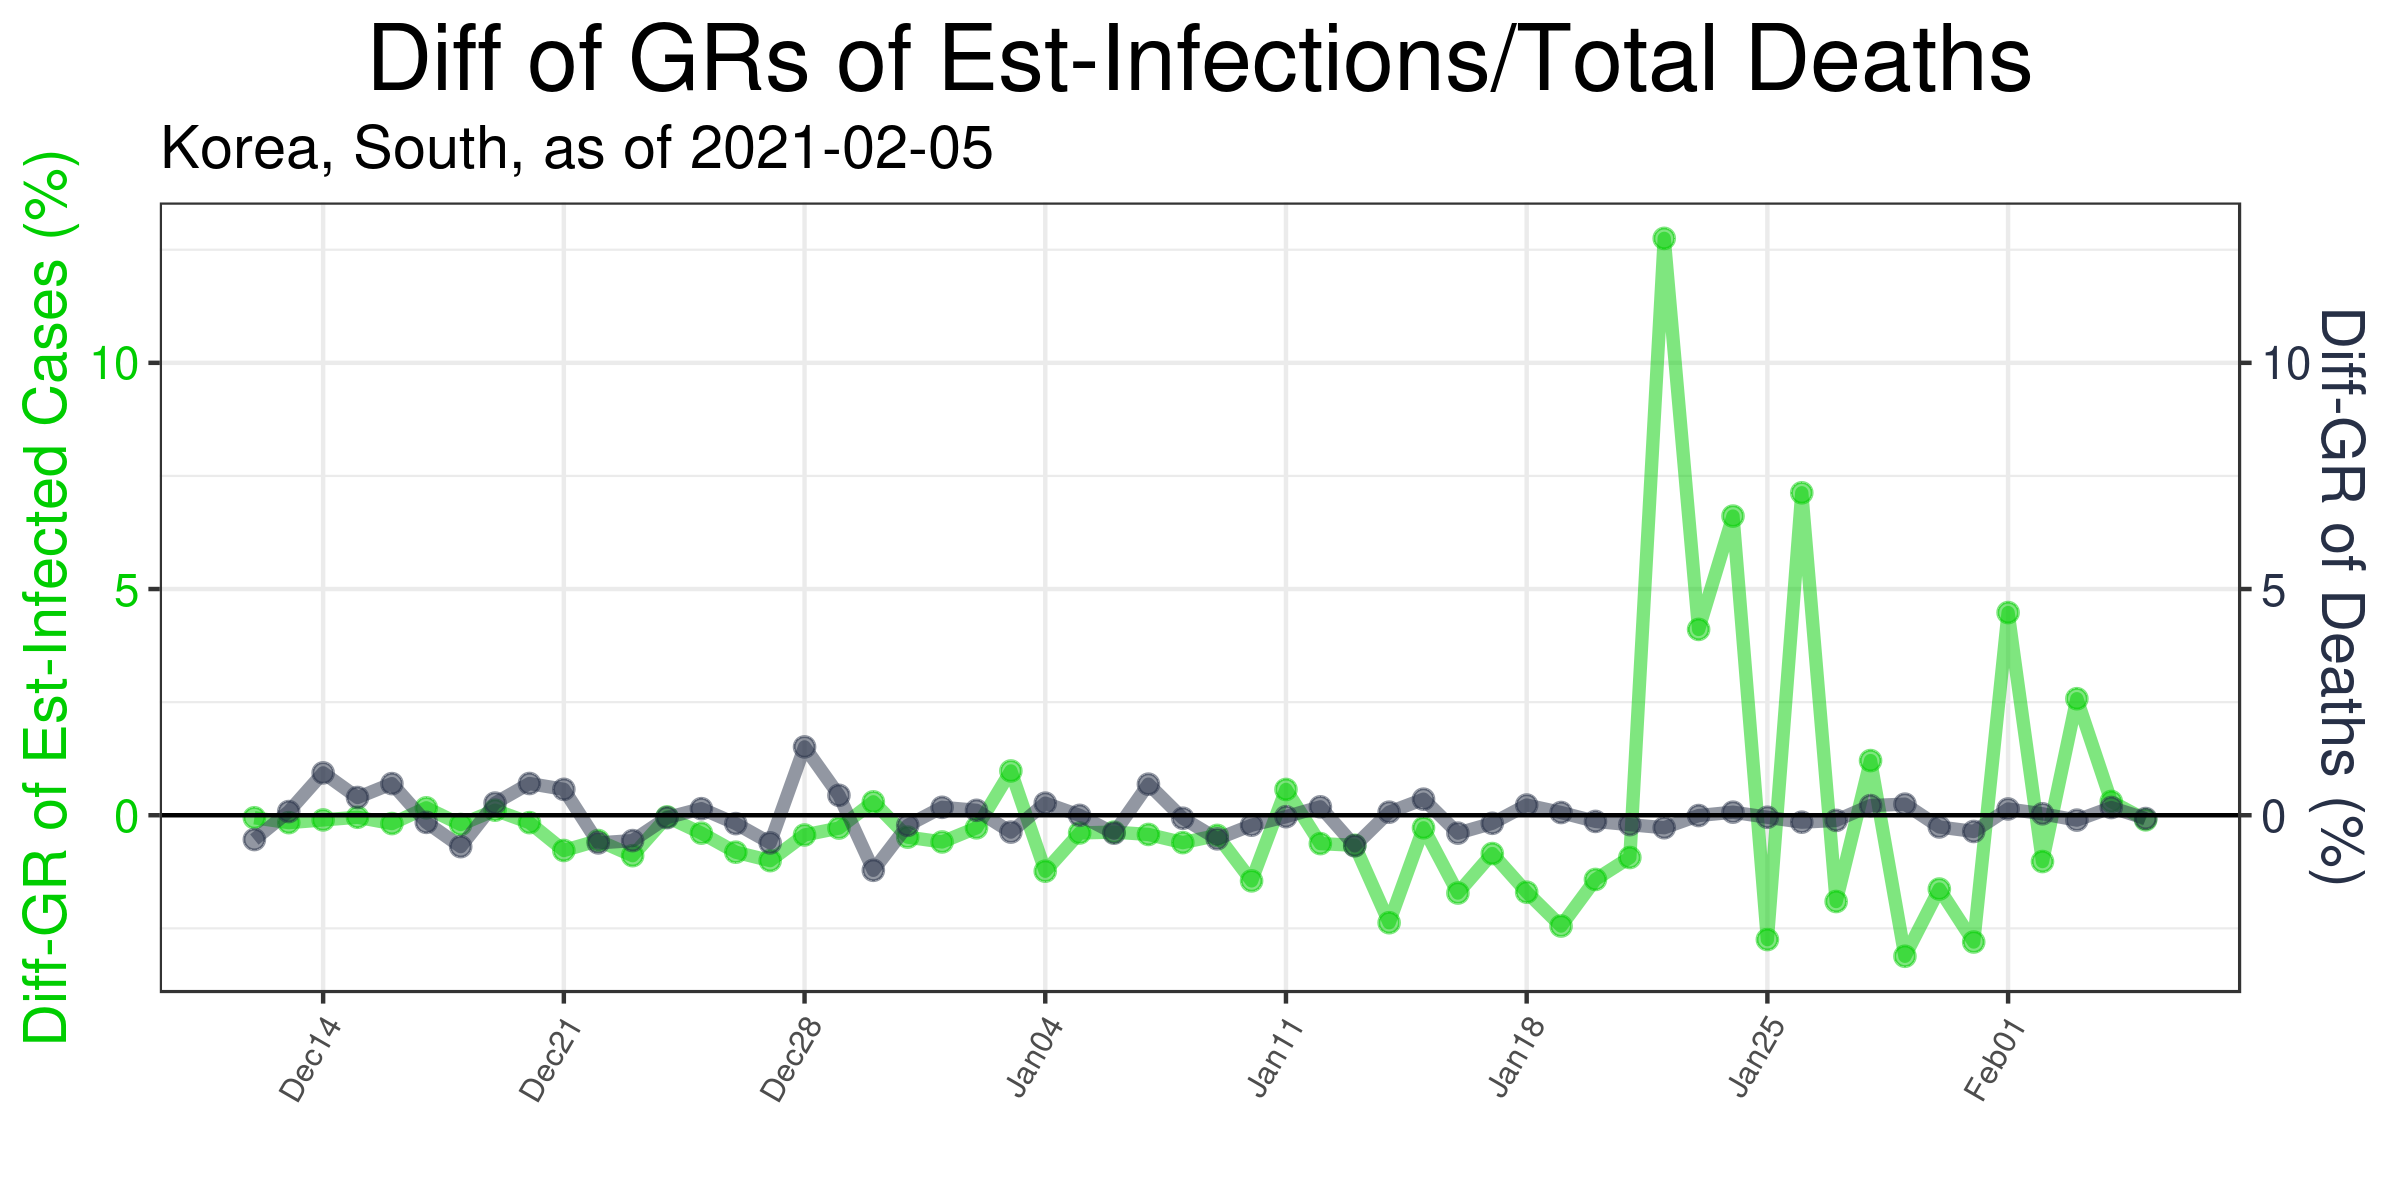 Diff of GRs of Est-Infections/Total Deaths
Korea, South, as of 2021-02-05
Diff-GR of Est-Infected Cases (%)
10
5
0
10
5
0
Diff-GR of Deaths (%)
Dec14
Dec21
Dec28
Jan04
Jan11
Jan18
Jan25
Feb01